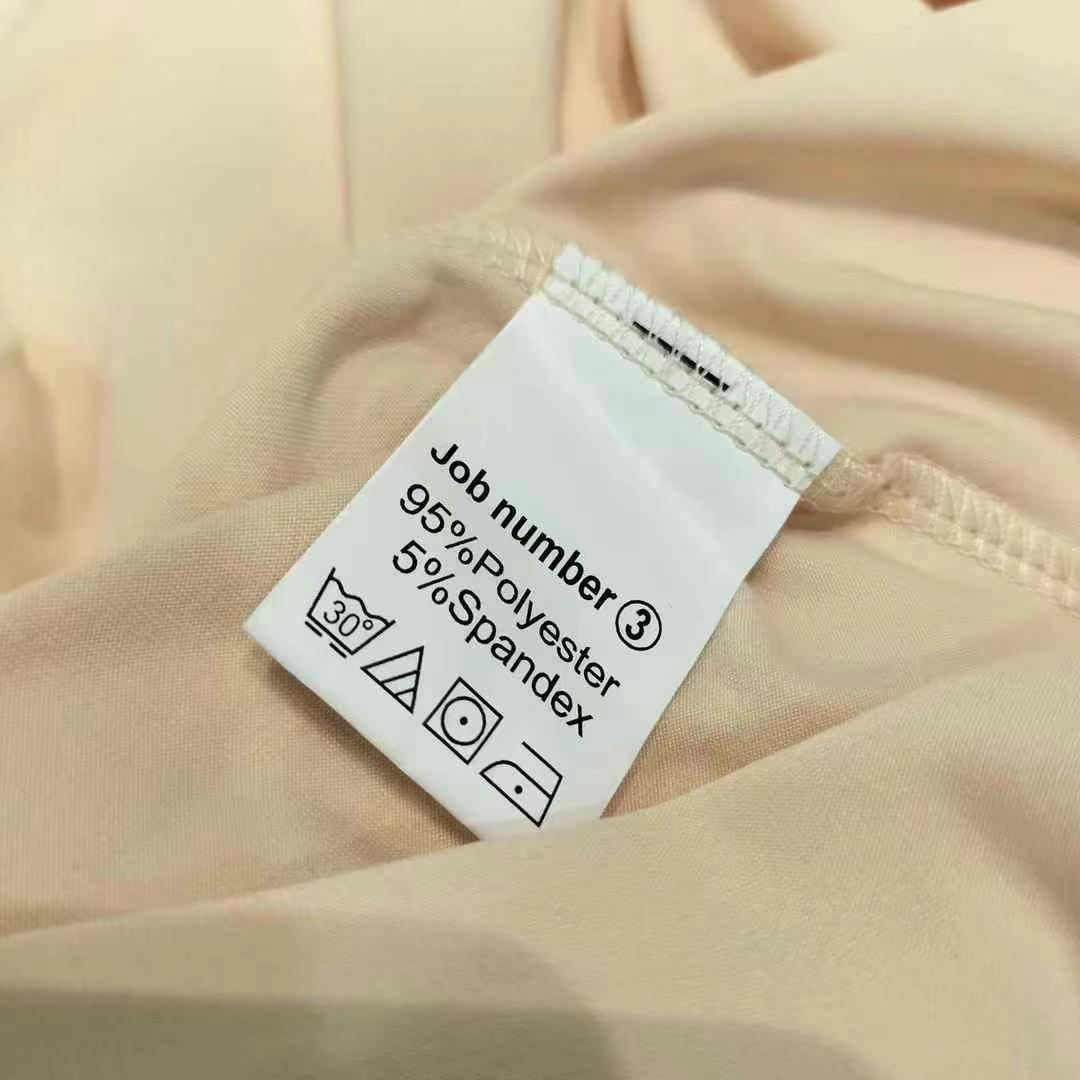 Job number ③
95%Polyester
5%Spandex
30°